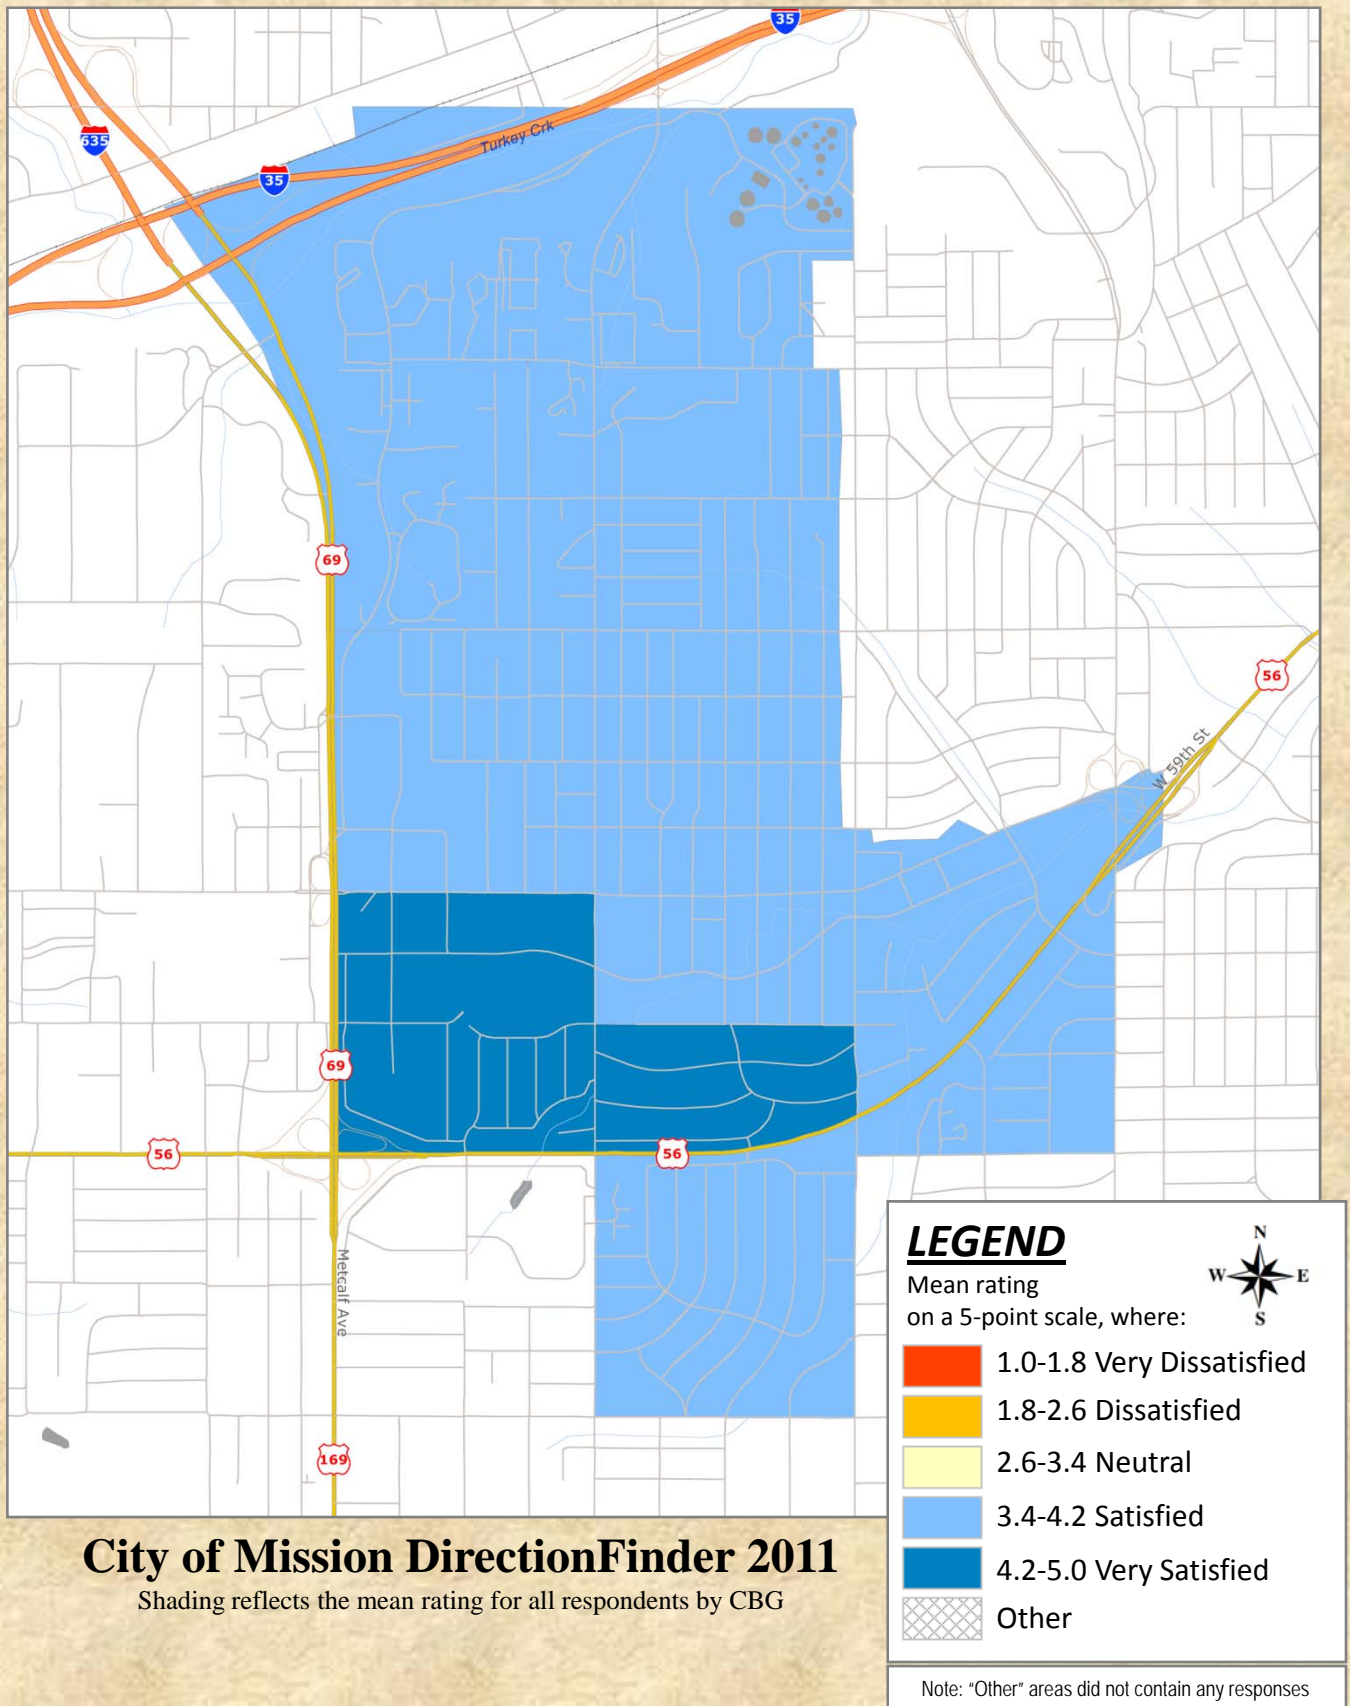 35
635
Turkey Crk
35
69
56
W 59th St
69
56
56
Metcalf Ave
169
LEGEND
N
W E
S
Mean rating
on a 5-point scale, where:
1.0-1.8 Very Dissatisfied
1.8-2.6 Dissatisfied
2.6-3.4 Neutral
3.4-4.2 Satisfied
4.2-5.0 Very Satisfied
Other
City of Mission DirectionFinder 2011
Shading reflects the mean rating for all respondents by CBG
Note: "Other" areas did not contain any responses